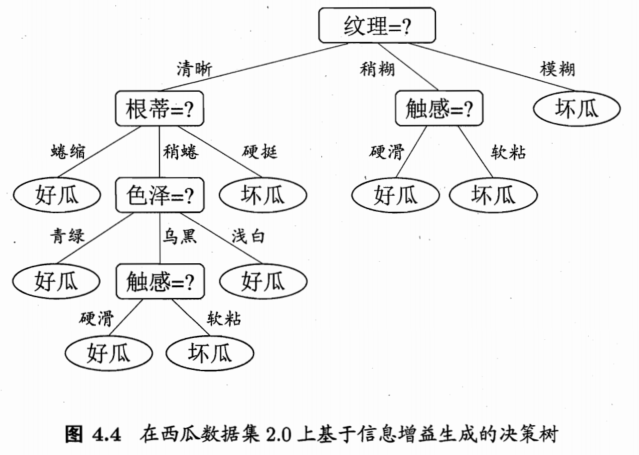 纹理=?
清晰 稍糊 模糊
根蒂=? 触感=? 坏瓜
蜷缩 稍蜷 硬挺 硬滑 软粘
好瓜 色泽=? 坏瓜 好瓜 坏瓜
青绿 乌黑 浅白
好瓜 触感=? 好瓜
硬滑 软粘
好瓜 坏瓜
图 4.4 在西瓜数据集 2.0 上基于信息增益生成的决策树